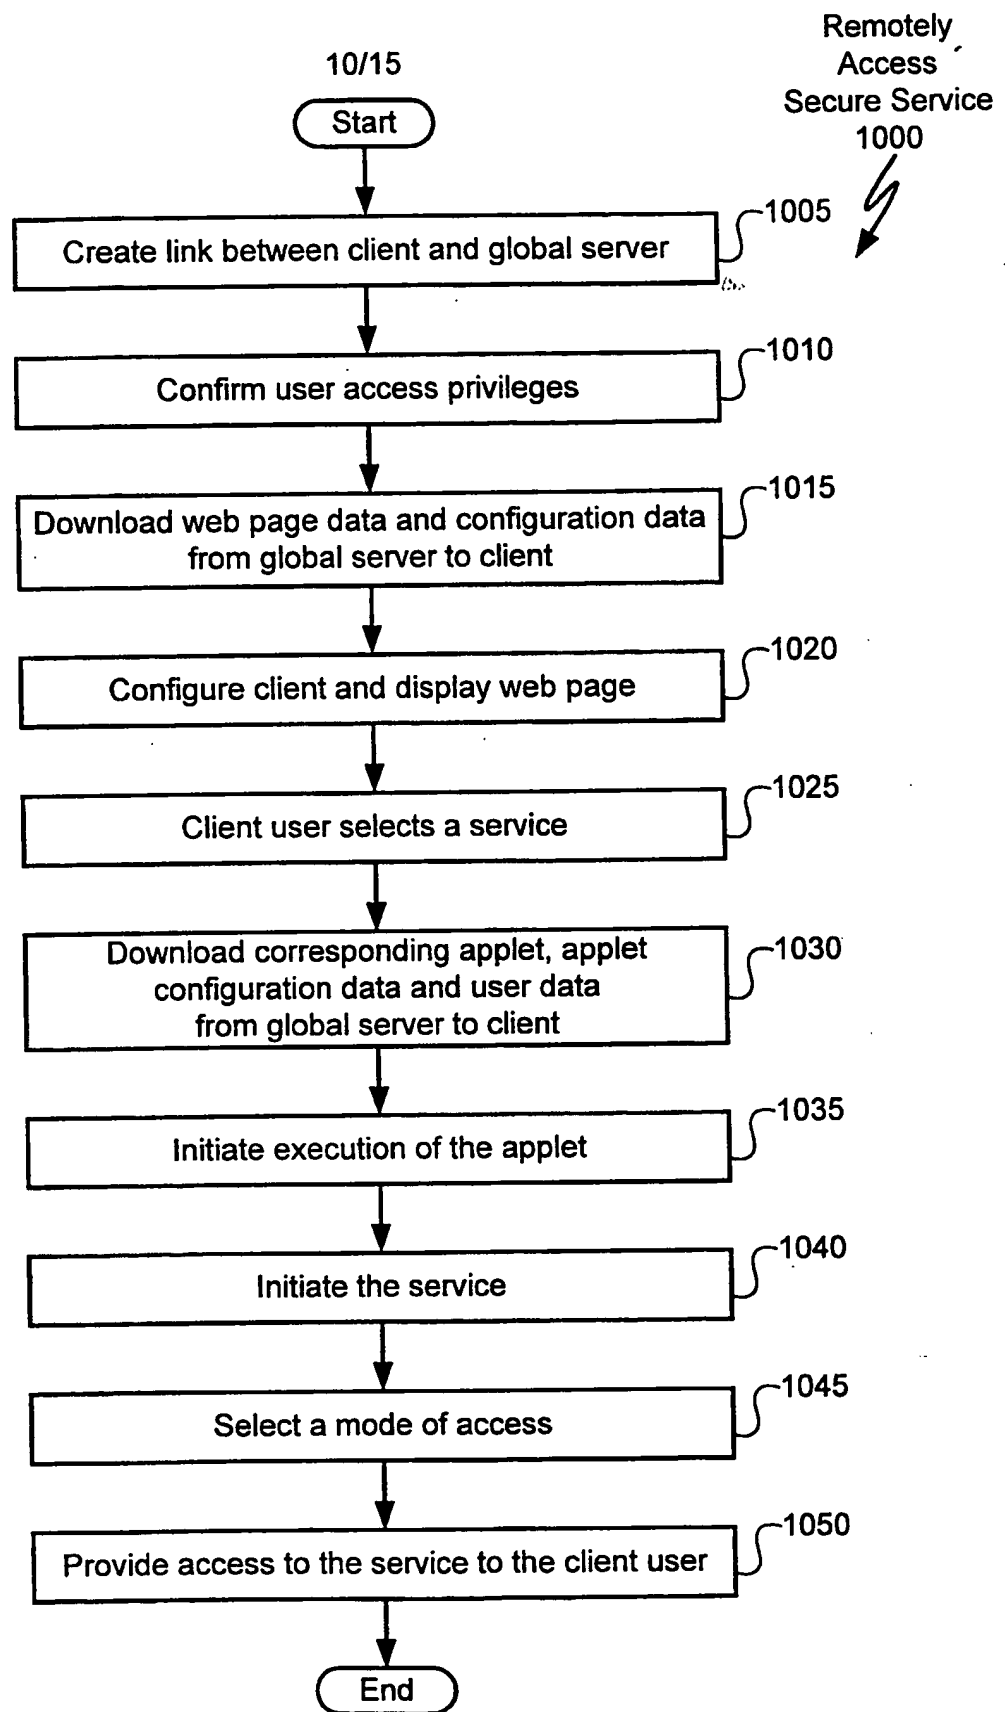 10/15
Remotely
Access
Secure Service
1000
Start
1005
Create link between client and global server
1010
Confirm user access privileges
1015
Download web page data and configuration data
from global server to client
1020
Configure client and display web page
1025
Client user selects a service
1030
Download corresponding applet, applet
configuration data and user data
from global server to client
1035
Initiate execution of the applet
1040
Initiate the service
1045
Select a mode of access
1050
Provide access to the service to the client user
End